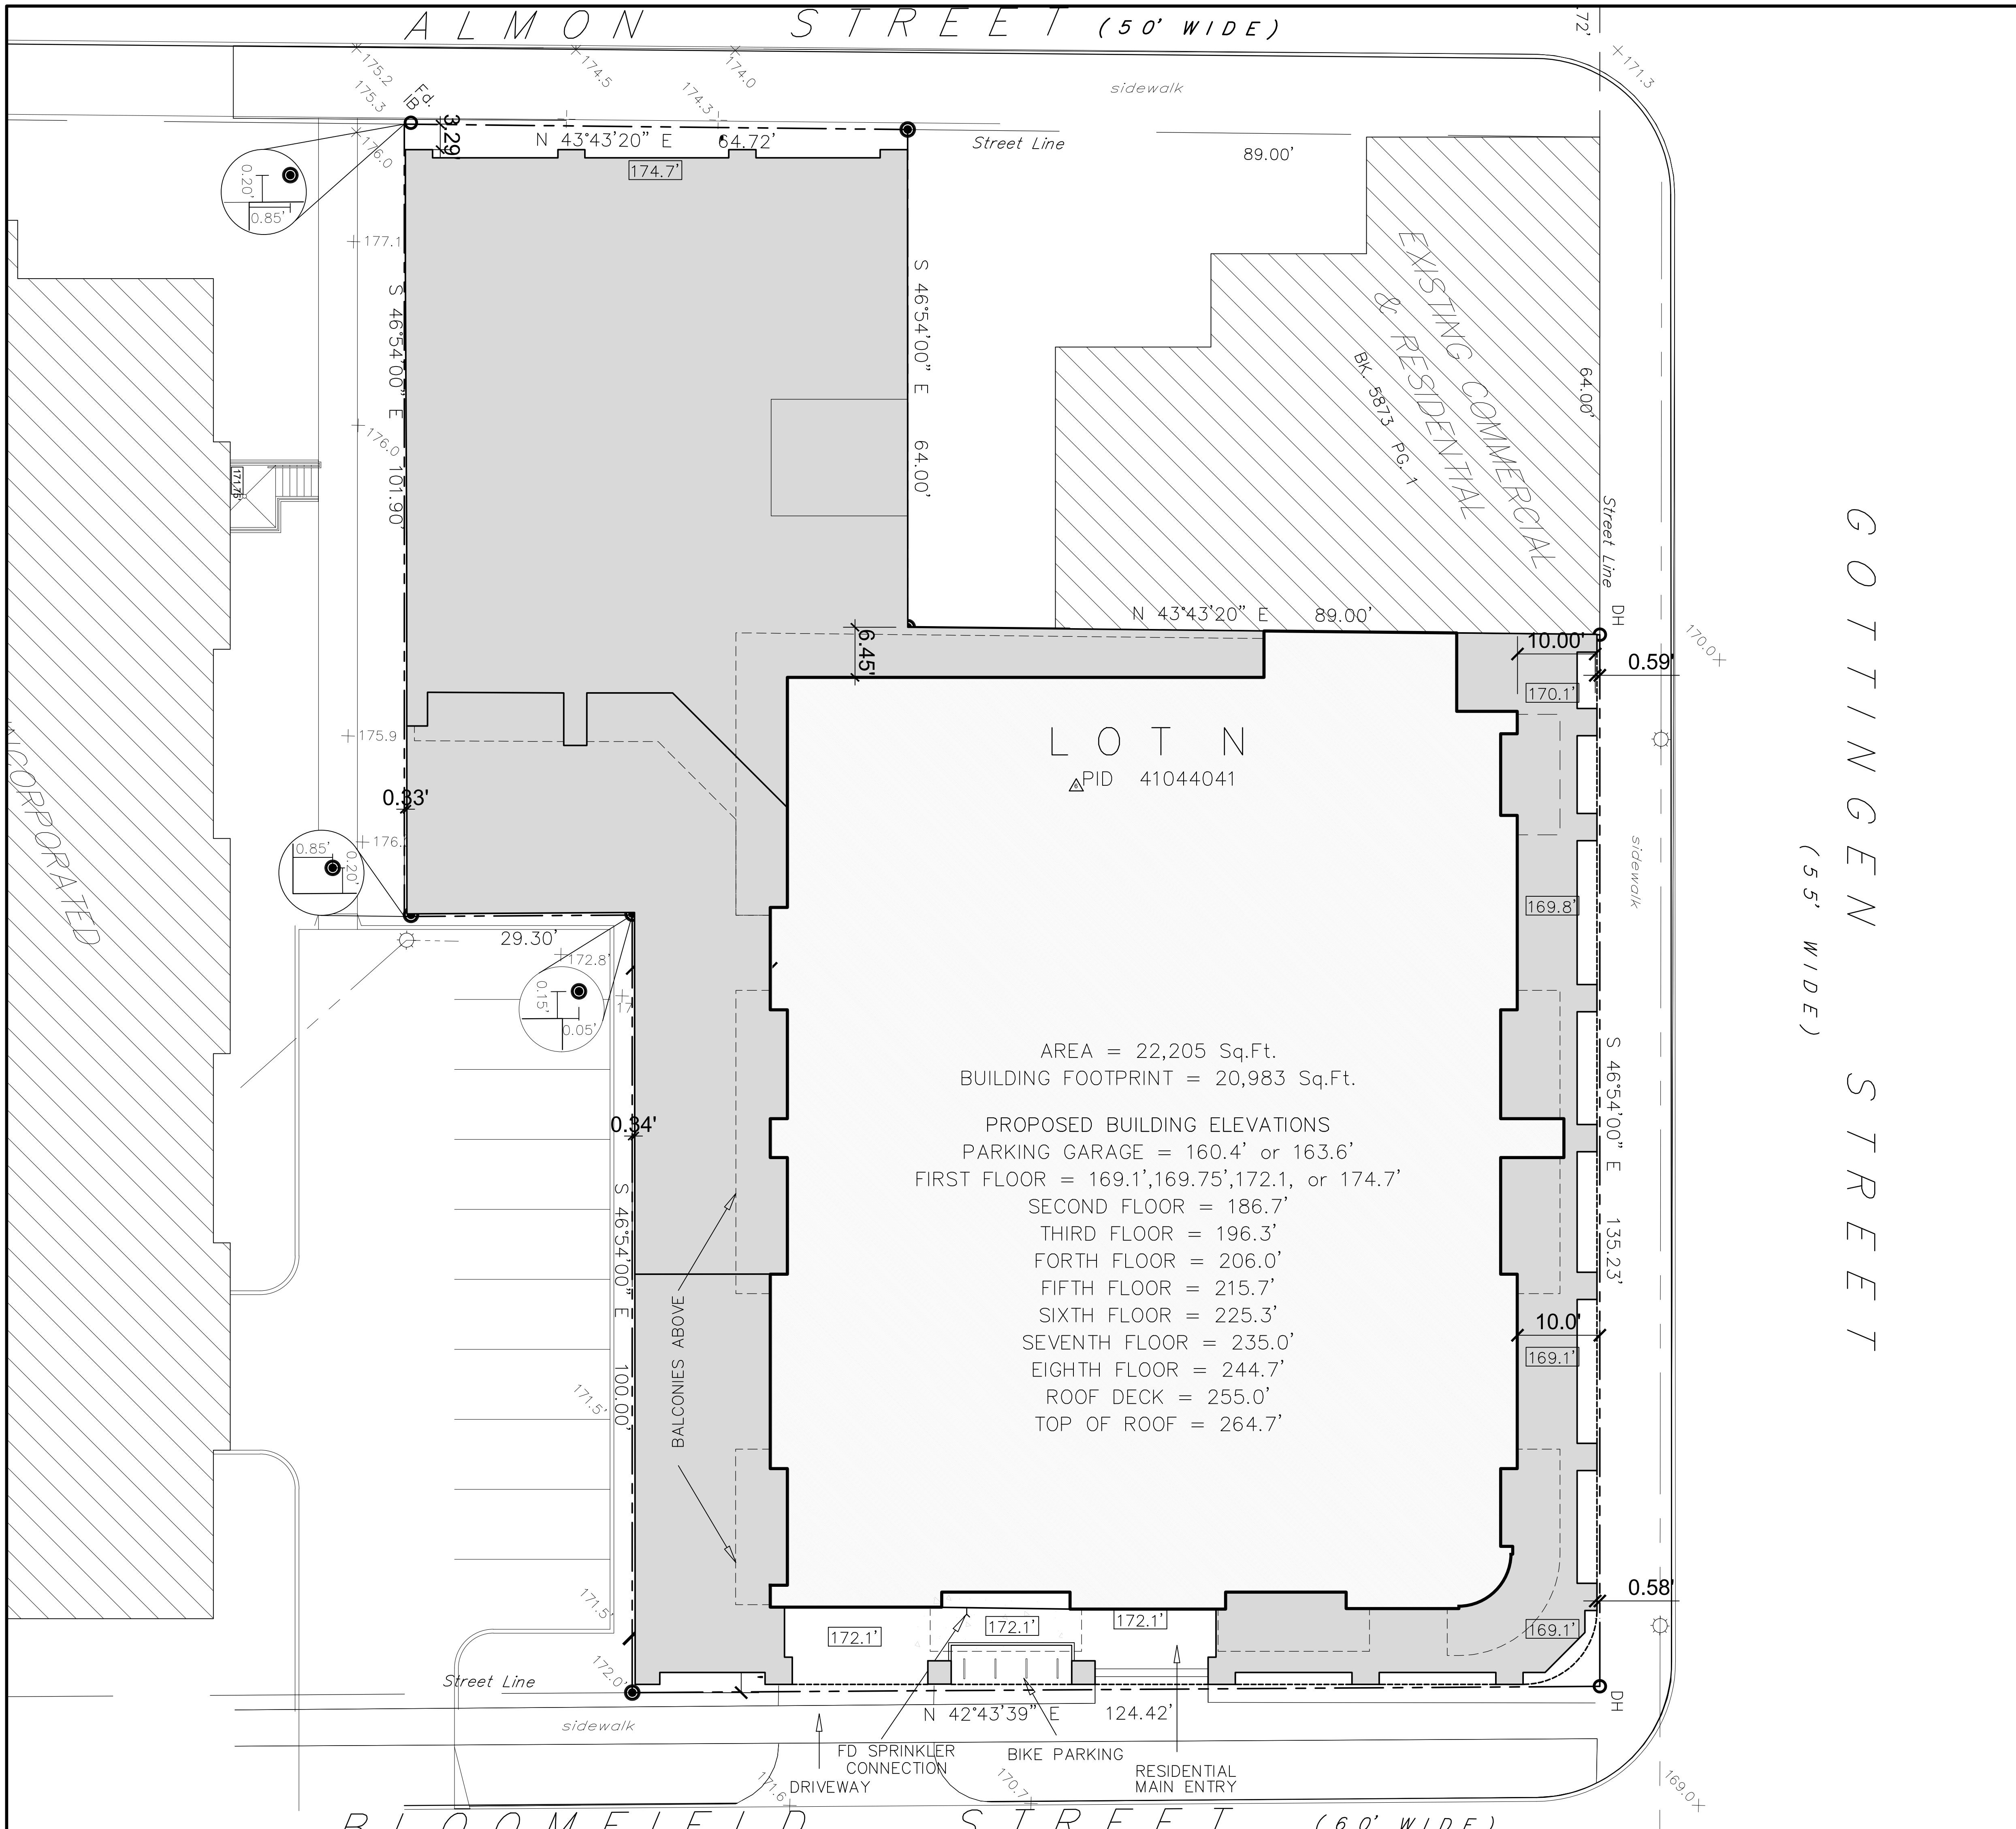 ALMON STREET (50' WIDE)
72'
175.2
174.5
174.0
171.3
175.3
Fd.
IB
174.3
sidewalk
3.29'
N 43°43'20" E 64.72'
Street Line
89.00'
176.0
174.7'
0.20'
0.85'
177.1
S 46°54'00" E 101.90'
S 46°54'00" E 64.00'
EXISTING COMMERCIAL
& RESIDENTIAL
BK. 5873 PG. 1
64.00'
Street Line
176.0
171.75'
GOTTINGEN STREET
(55' WIDE)
N 43°43'20" E 89.00'
DH
6.45'
10.00'
0.59'
170.0
170.1'
LOT N
PID 41044041
175.9
0.33'
176.
0.85'
0.20'
sidewalk
169.8'
CORPORATED
29.30'
172.8'
17
0.15'
0.05'
AREA = 22,205 Sq.Ft.
BUILDING FOOTPRINT = 20,983 Sq.Ft.
PROPOSED BUILDING ELEVATIONS
PARKING GARAGE = 160.4' or 163.6'
FIRST FLOOR = 169.1',169.75',172.1, or 174.7'
SECOND FLOOR = 186.7'
THIRD FLOOR = 196.3'
FORTH FLOOR = 206.0'
FIFTH FLOOR = 215.7'
SIXTH FLOOR = 225.3'
SEVENTH FLOOR = 235.0'
EIGHTH FLOOR = 244.7'
ROOF DECK = 255.0'
TOP OF ROOF = 264.7'
0.34'
S 46°54'00" E 100.00'
BALCONIES ABOVE
S 46°54'00" E 135.23'
10.0'
169.1'
171.5'
171.5'
0.58'
172.1'
172.1'
172.1'
169.1'
172.0'
Street Line
DH
sidewalk
N 42°43'39" E 124.42'
FD SPRINKLER
CONNECTION
BIKE PARKING
RESIDENTIAL
MAIN ENTRY
DRIVEWAY
171.6
170.7
169.0
BLOOMFIELD STREET (60' WIDE)